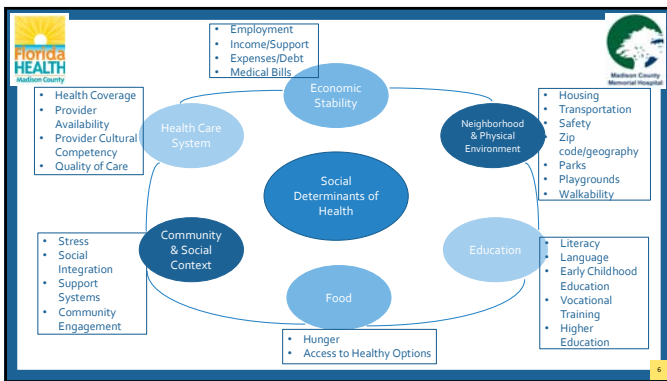 Florida
HEALTH
Madison County
• Employment
• Income/Support
• Expenses/Debt
• Medical Bills
Madison County
Memorial Hospital
Economic
Stability
• Health Coverage
• Provider
Availability
• Provider Cultural
Competency
• Quality of Care
Health Care
System
Neighborhood
& Physical
Environment
• Housing
• Transportation
• Safety
• Zip
code/geography
• Parks
• Playgrounds
• Walkability
Social
Determinants of
Health
• Stress
• Social
Integration
• Support
Systems
• Community
Engagement
Community
& Social
Context
Education
• Literacy
• Language
• Early Childhood
Education
• Vocational
Training
• Higher
Education
Food
• Hunger
• Access to Healthy Options
6